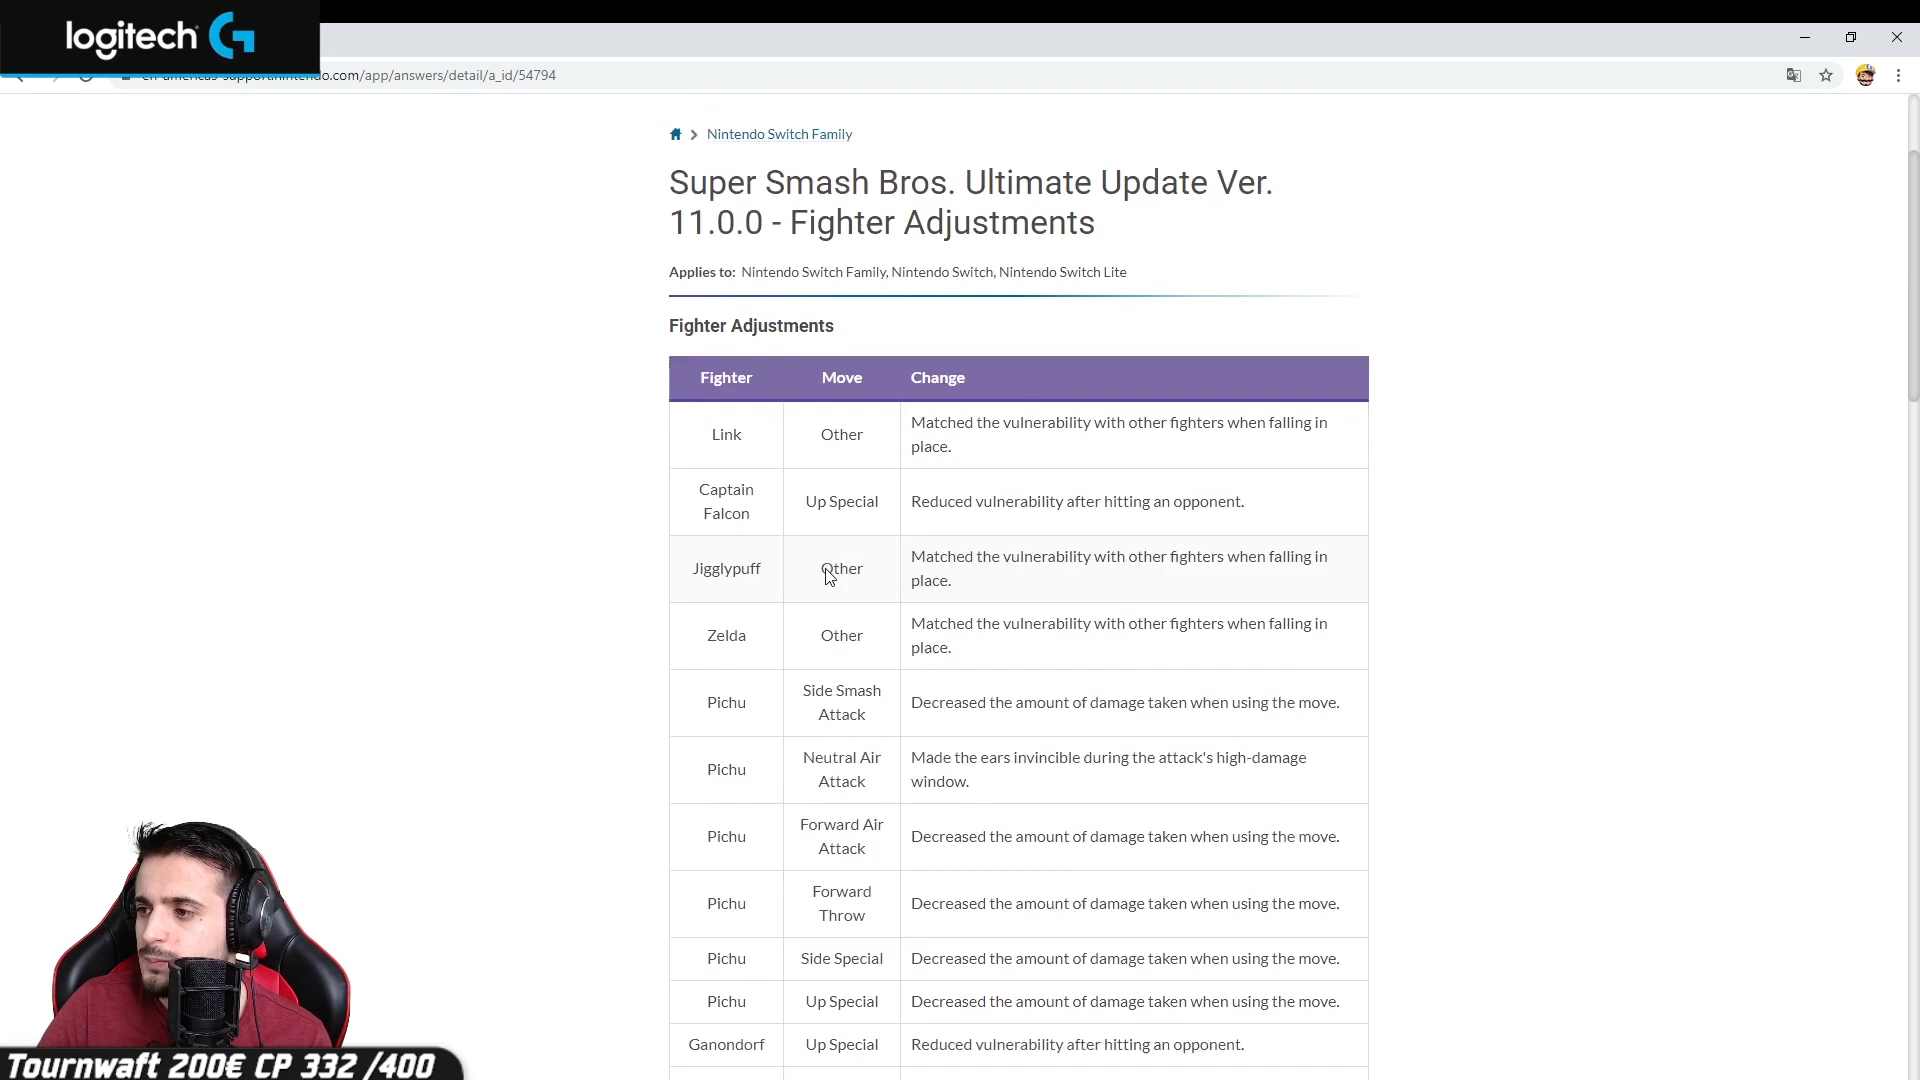 logitech
.com/app/answers/detail/a_id/54794
Nintendo Switch Family
Super Smash Bros. Ultimate Update Ver.
11.0.0 - Fighter Adjustments
Applies to: Nintendo Switch Family, Nintendo Switch, Nintendo Switch Lite
Fighter Adjustments
Fighter Move Change
Link Other Matched the vulnerability with other fighters when falling in
place.
Captain
Falcon
Up Special Reduced vulnerability after hitting an opponent.
Jigglypuff Other Matched the vulnerability with other fighters when falling in
place.
Zelda Other Matched the vulnerability with other fighters when falling in
place.
Pichu
Side Smash
Attack
Decreased the amount of damage taken when using the move.
Pichu
Neutral Air
Attack
Made the ears invincible during the attack's high-damage
window.
Pichu
Forward Air
Attack
Decreased the amount of damage taken when using the move.
Pichu
Forward
Throw
Decreased the amount of damage taken when using the move.
Pichu Side Special Decreased the amount of damage taken when using the move.
Pichu Up Special Decreased the amount of damage taken when using the move.
Ganondorf Up Special Reduced vulnerability after hitting an opponent.
Tournwaft 200€ CP 332 /400